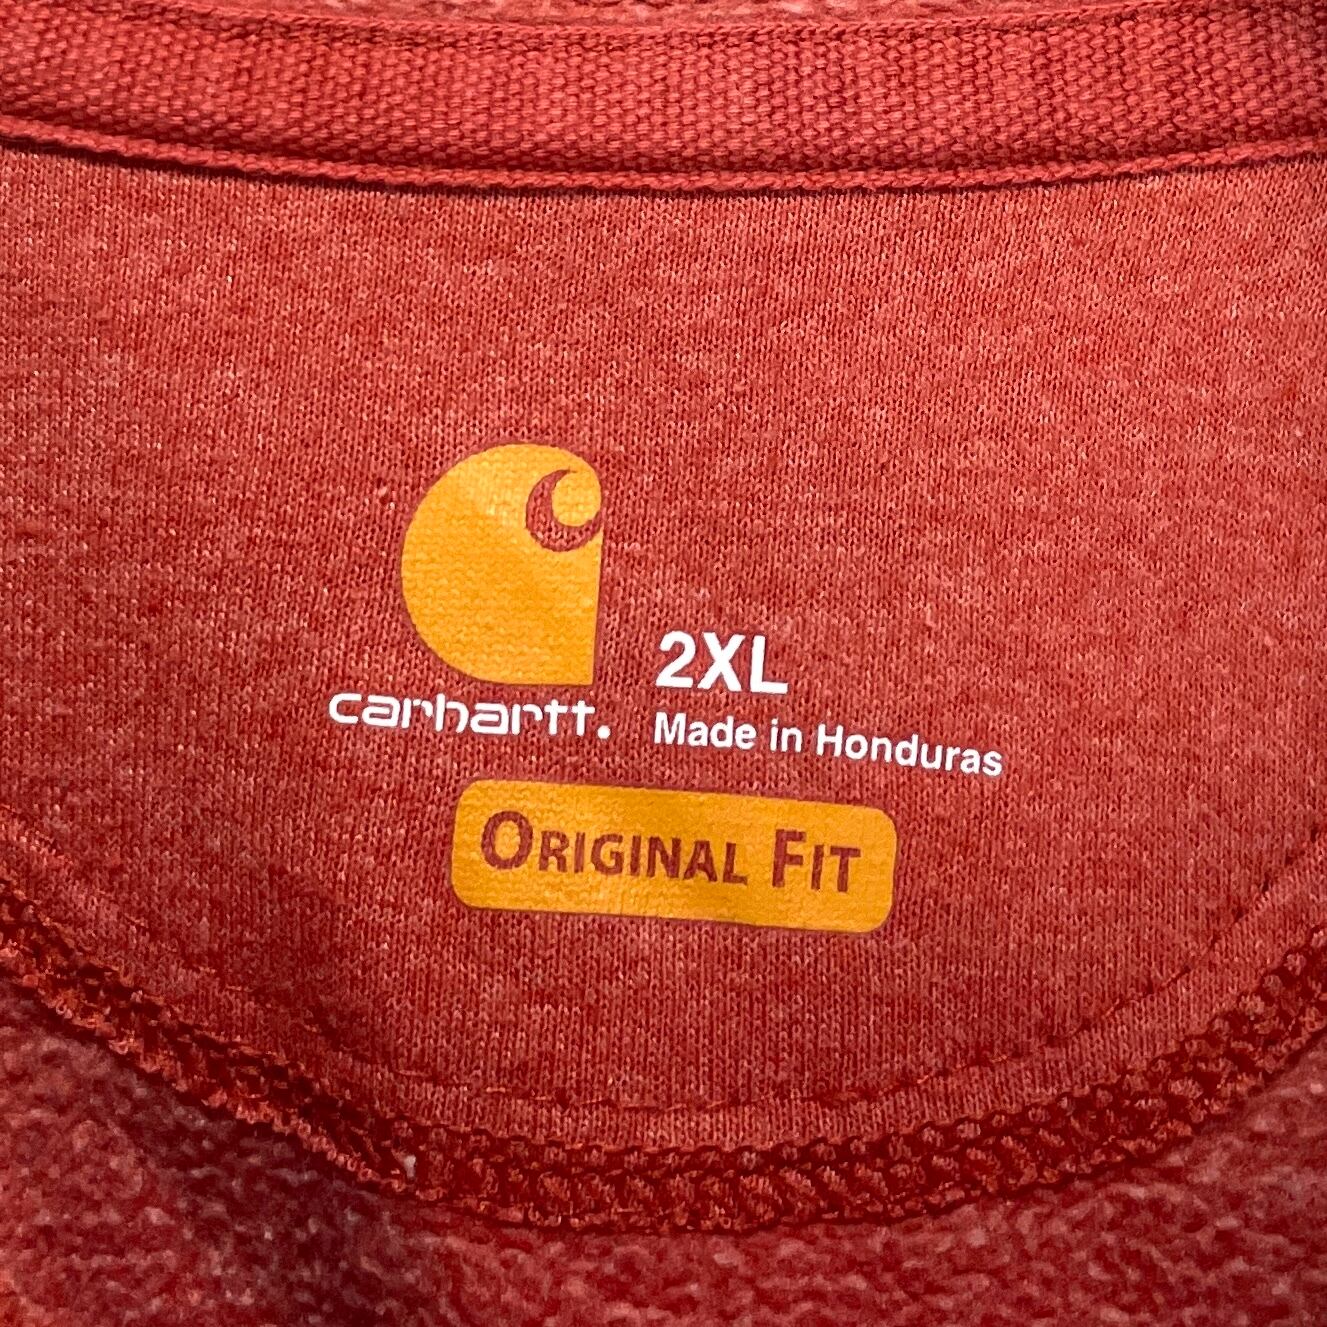 2XL
carhartt.
Made in Honduras
ORIGINAL FIT